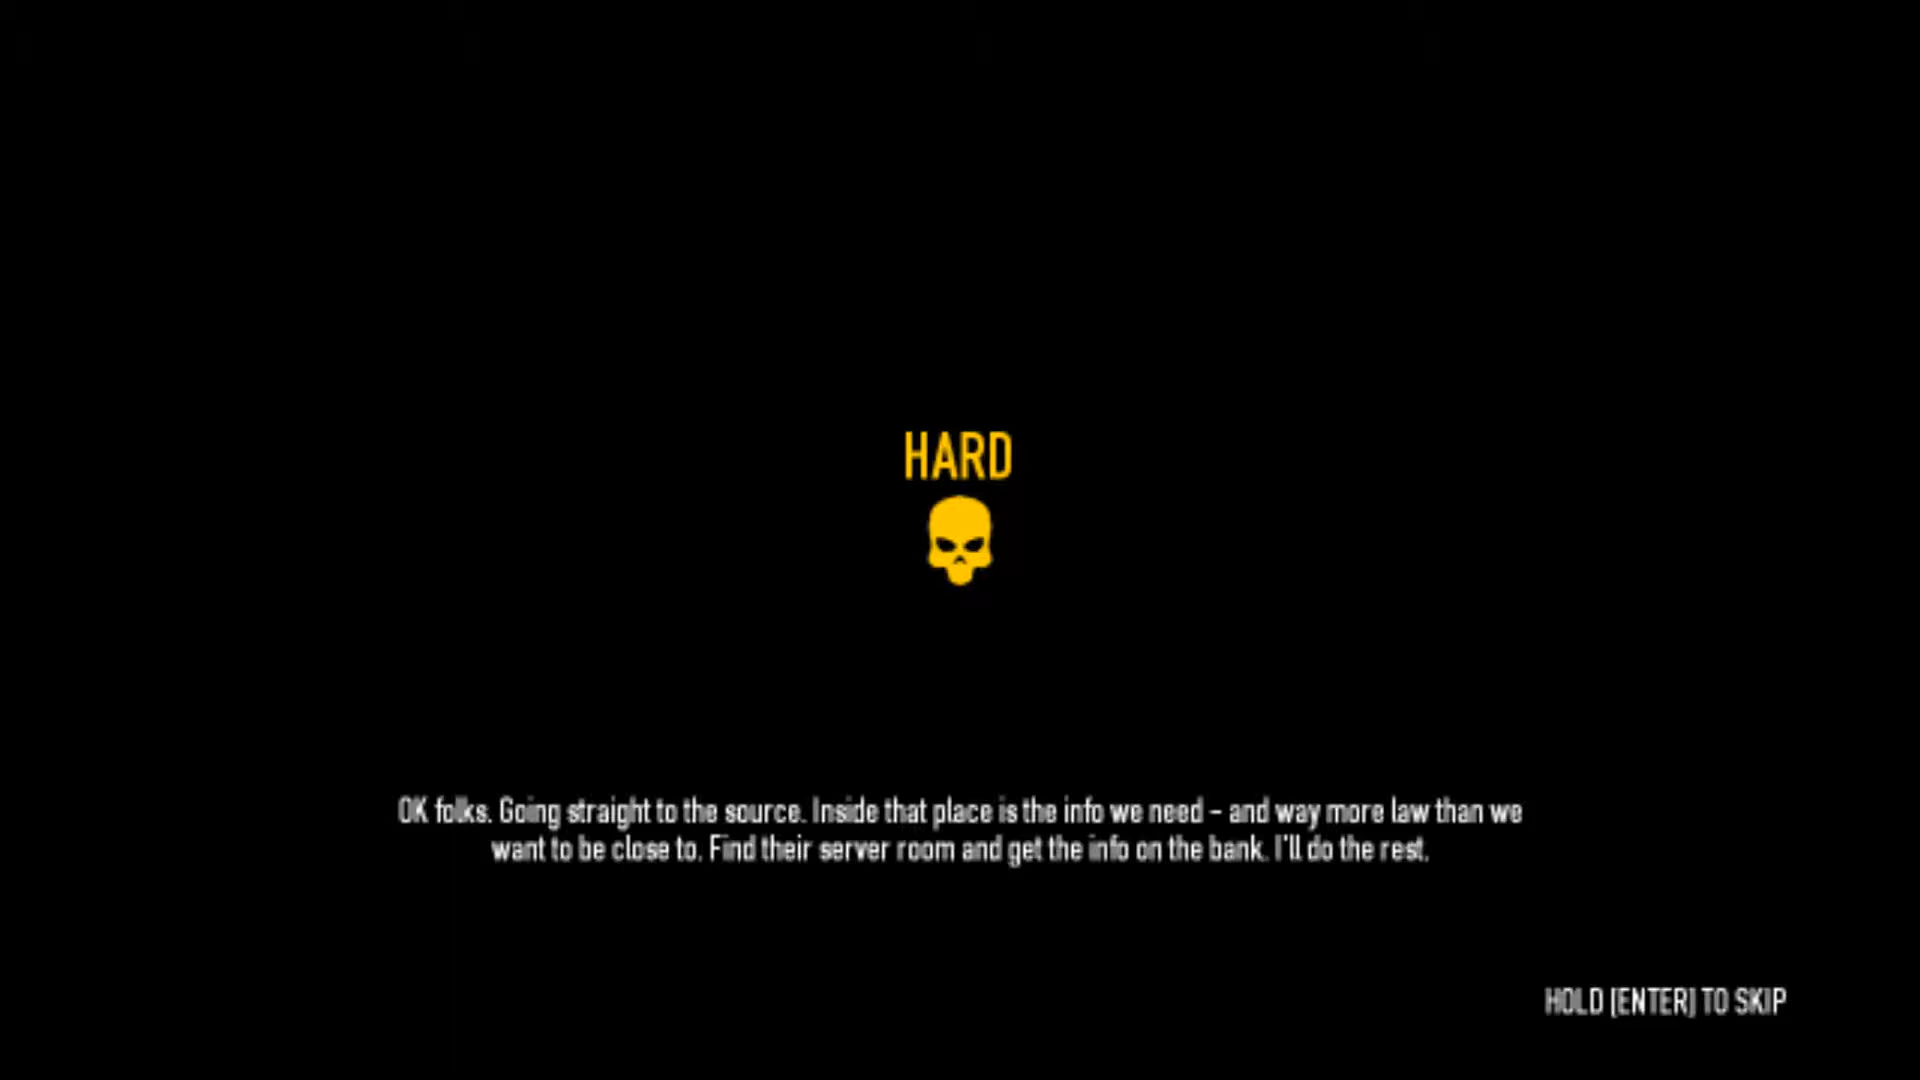 HARD
OK folks. Going straight to the source. Inside that place is the info we need - and way more law than we
want to be close to. Find their server room and get the info on the bank. I'll do the rest.
HOLD [ENTER] TO SKIP